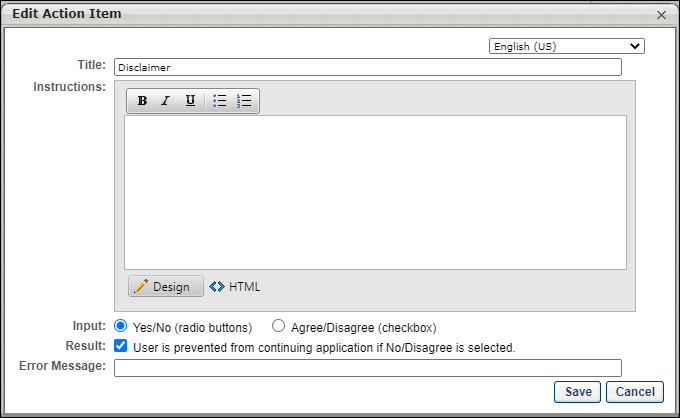 Edit Action Item
English (US)
Title: Disclaimer
Instructions:
B I U
Design HTML
Input: Yes/No (radio buttons) Agree/Disagree (checkbox)
Result: User is prevented from continuing application if No/Disagree is selected.
Error Message:
Save Cancel